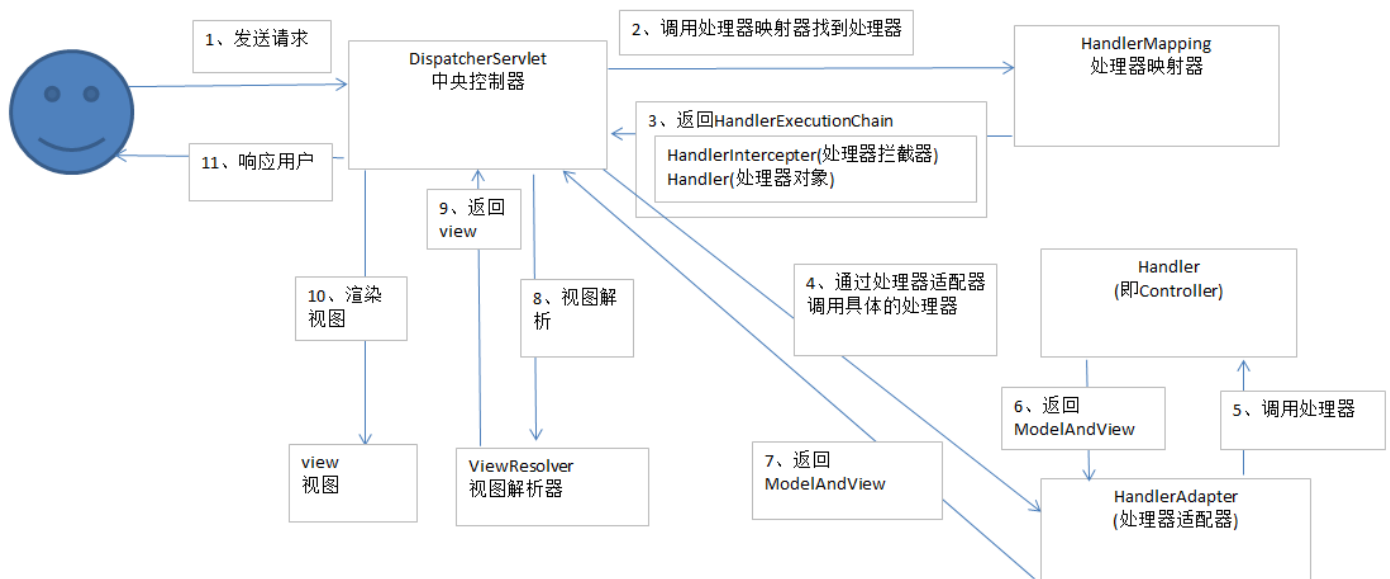 1、发送请求
DispatcherServlet
中央控制器
2、调用处理器映射器找到处理器
HandlerMapping
处理器映射器
3、返回HandlerExecutionChain
HandlerIntercepter(处理器拦截器)
Handler(处理器对象)
11、响应用户
9、返回
view
10、渲染
视图
8、视图解
析
4、通过处理器适配器
调用具体的处理器
Handler
(即Controller)
6、返回
ModelAndView
5、调用处理器
7、返回
ModelAndView
view
视图
ViewResolver
视图解析器
HandlerAdapter
(处理器适配器)